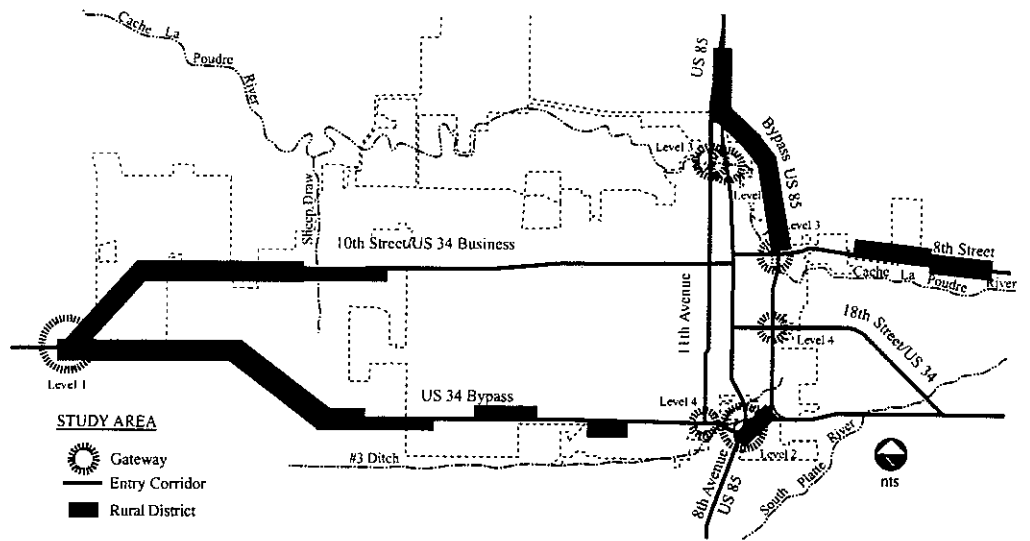 Cache La
Poudre
River
US 85
Bypass US 85
Level 3
Level
Level 3
Sheep Draw
10th Street/US 34 Business
8th Street
Cache La Poudre River
11th Avenue
18th Street/US 34
Level 4
Level 1
US 34 Bypass
Level 4
STUDY AREA
Gateway
Entry Corridor
Rural District
#3 Ditch
8th Avenue
US 85
Level 2
South Platte River
nts